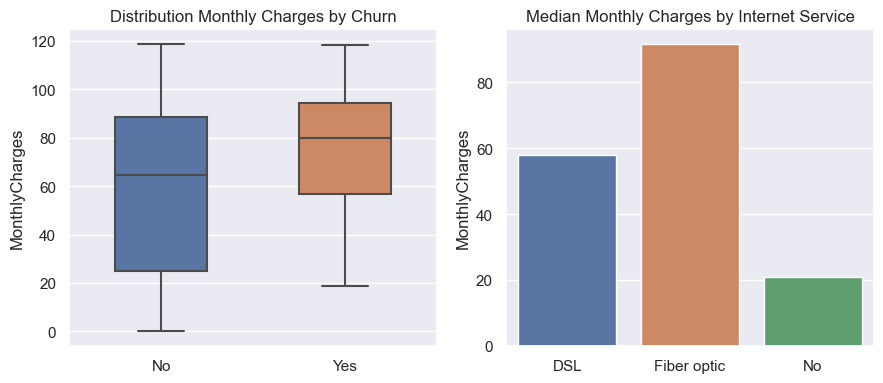 Distribution Monthly Charges by Churn
MonthlyCharges
120
100
80
60
40
20
0
No
Yes
Median Monthly Charges by Internet Service
MonthlyCharges
80
60
40
20
0
DSL
Fiber optic
No